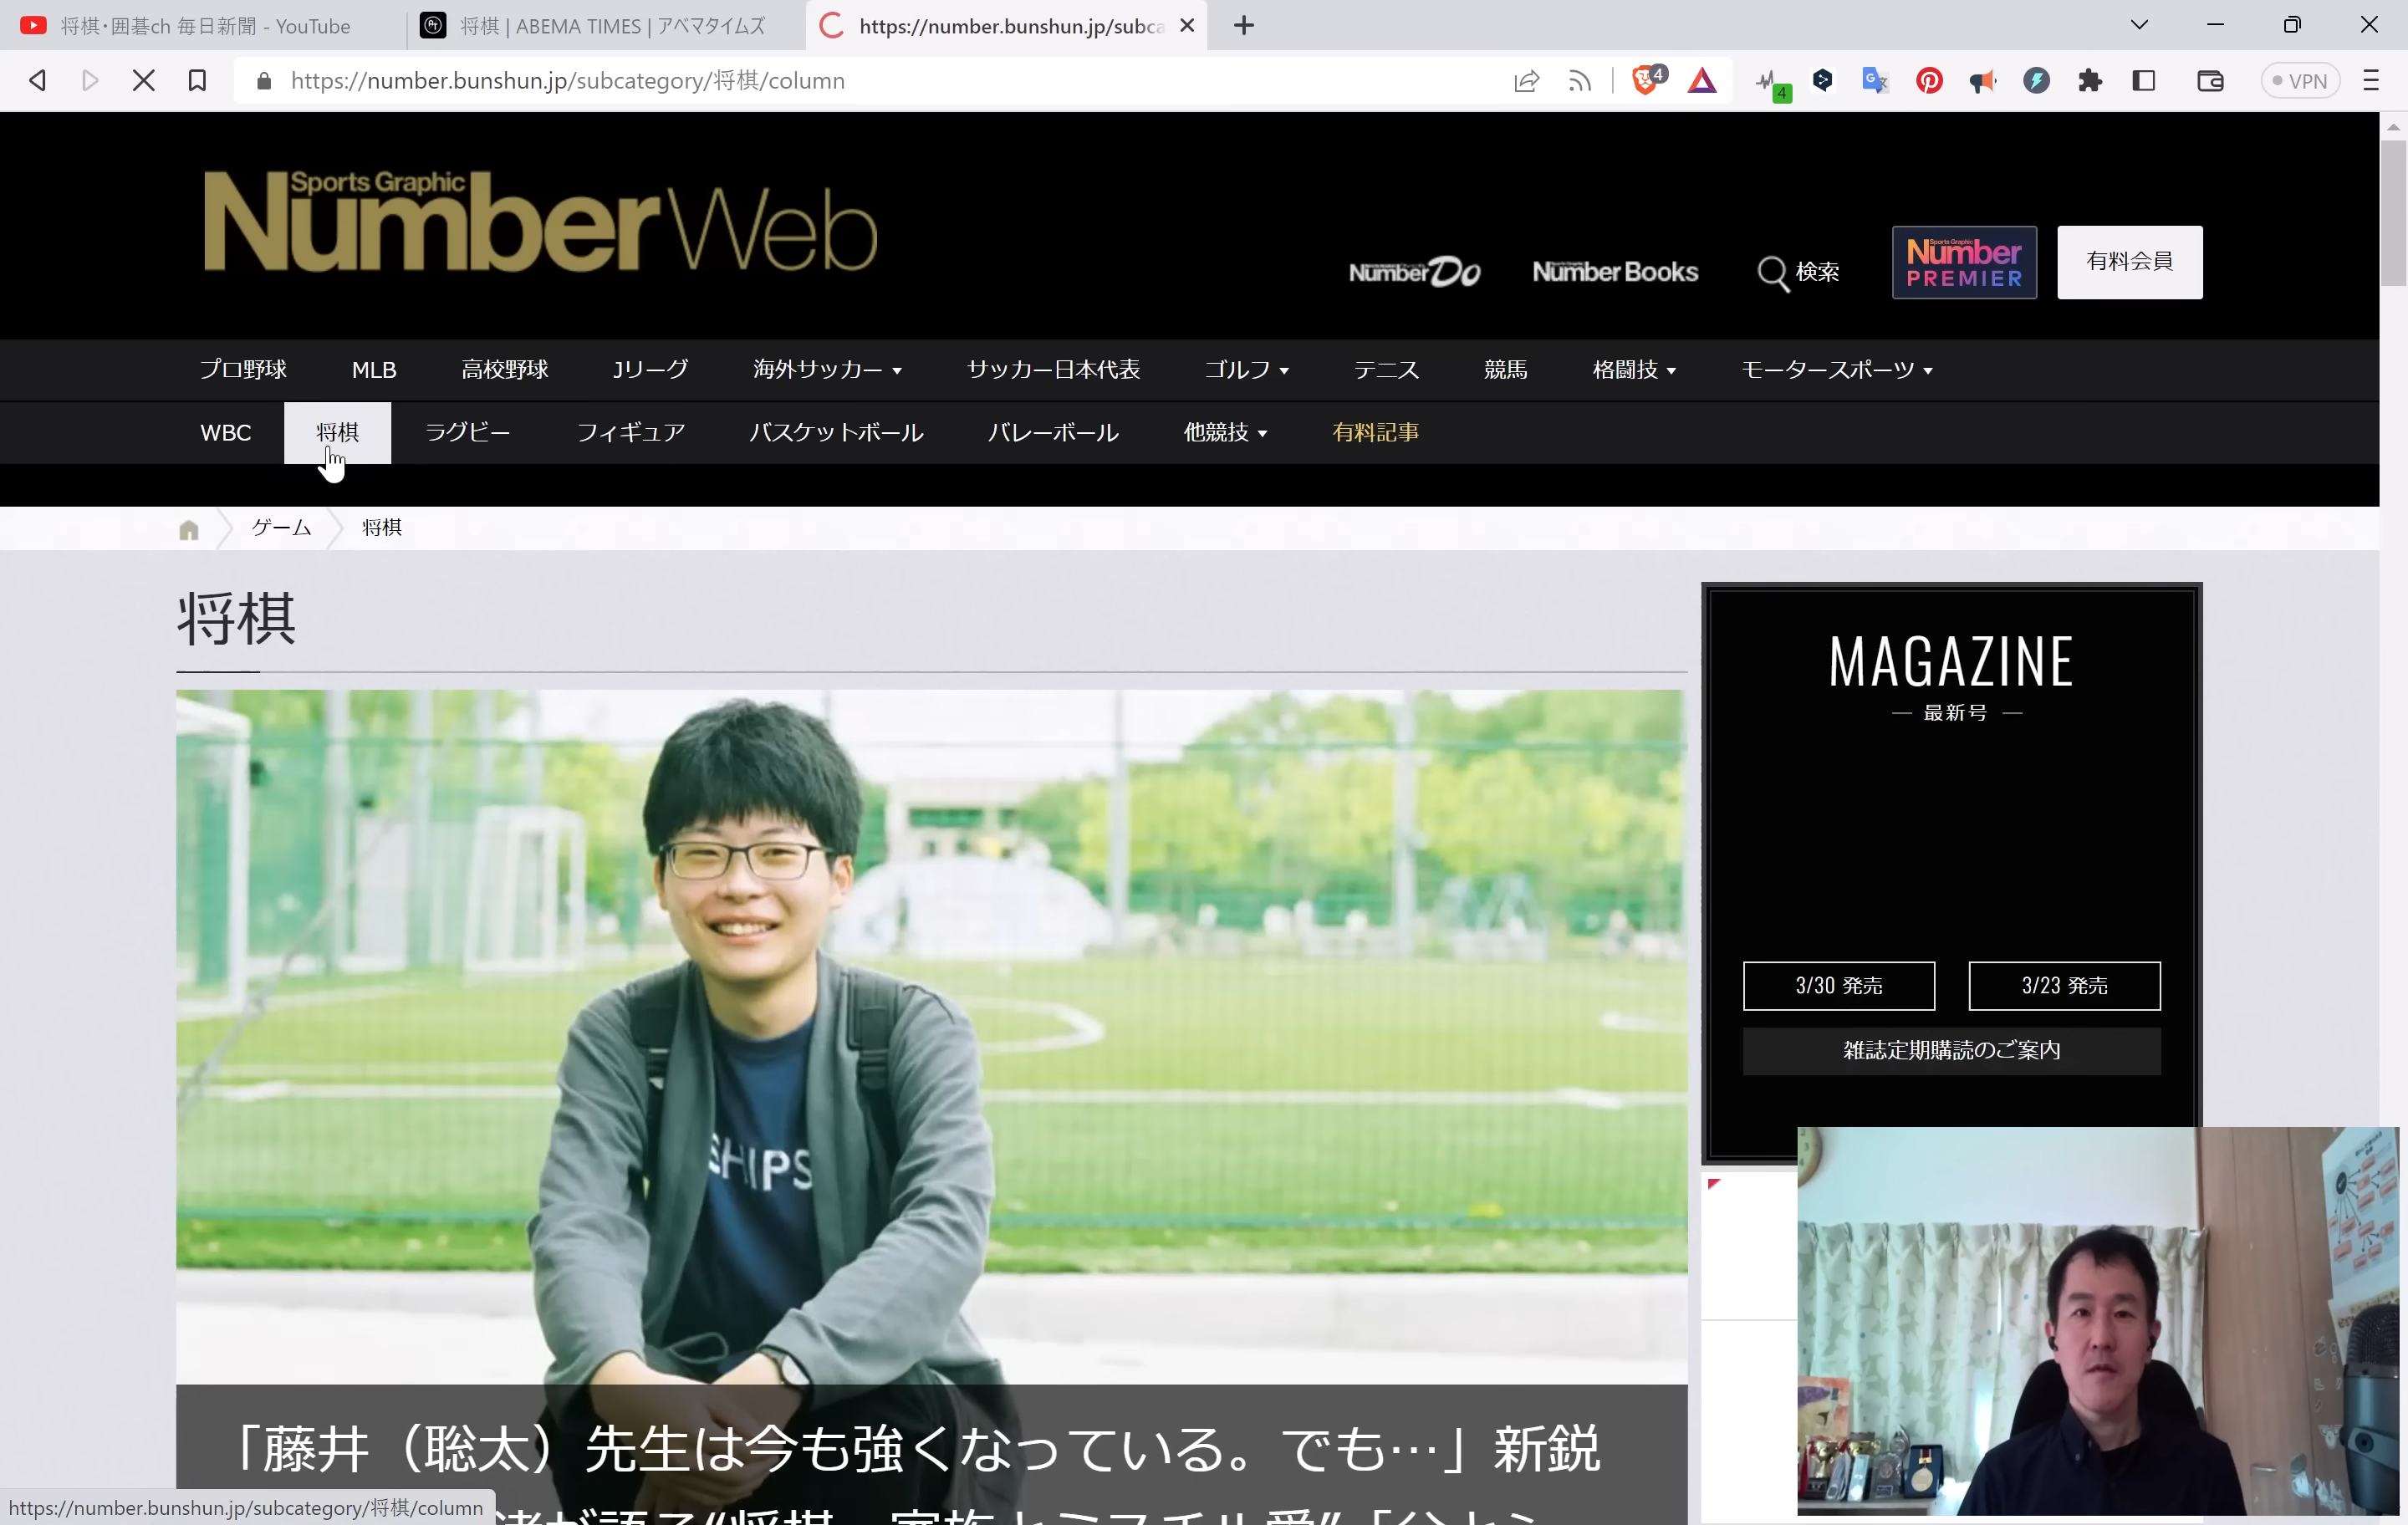 将棋・囲碁ch 毎日新聞 - YouTube
将棋 | ABEMA TIMES | アベマタイムズ
https://number.bunshun.jp/subca
https://number.bunshun.jp/subcategory/将棋/column
4
4
VPN
Sports Graphic
Number Web
Number Do
Number Books
検索
Sports Graphic
Number
PREMIER
有料会員
プロ野球 MLB 高校野球 Jリーグ 海外サッカー サッカー日本代表 ゴルフ テニス 競馬 格闘技 モータースポーツ
WBC 将棋 ラグビー フィギュア バスケットボール バレーボール 他競技 有料記事
ゲーム 将棋
将棋
MAGAZINE
― 最新号 ―
3/30 発売 3/23 発売
雑誌定期購読のご案内
SHIPS
「藤井（聡太）先生は今も強くなっている。でも…」新鋭
https://number.bunshun.jp/subcategory/将棋/column